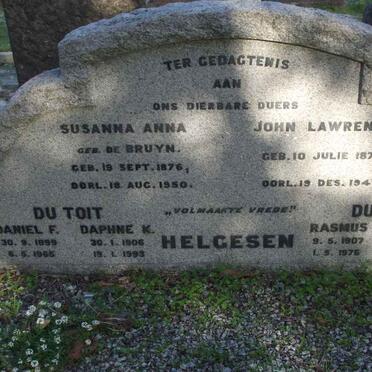 TER GEDAGTENIS
AAN
ONS DIERBARE OUERS
SUSANNA ANNA JOHN LAWREN
GEB. DE BRUYN. GEB. 10 JULIE 187
GEB. 19 SEPT. 1876, OORL. 19 DES. 194
OORL. 18 AUG. 1950.
DU TOIT „VOLMAAKTE VREDE!" DU
DANIEL F. DAPHNE K. HELGESEN RASMUS
30. 9. 1899 30. 1. 1906 9. 5. 1907
6. 5. 1965 19. 1. 1993 1. 5. 1976